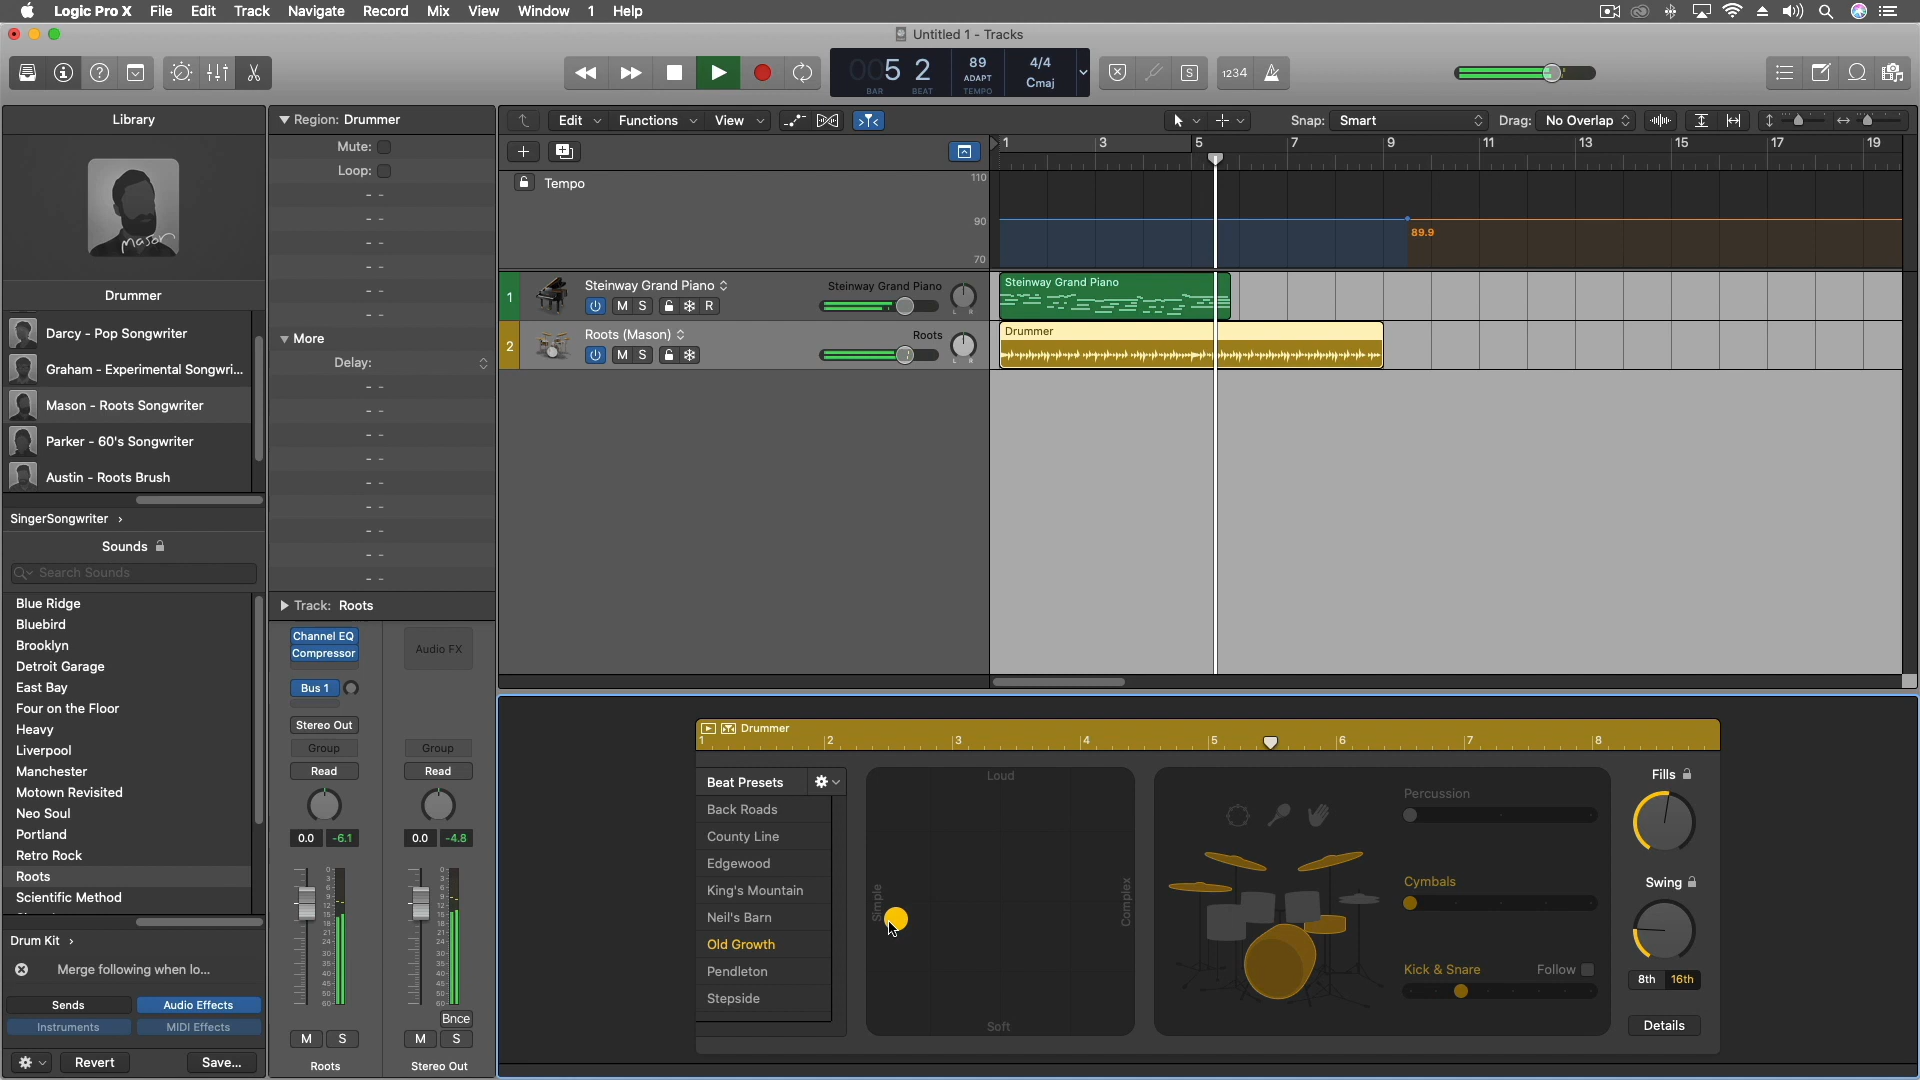 Logic Pro X File Edit Track Navigate Record Mix View Window 1 Help
Untitled 1 - Tracks
005 2
BAR BEAT
89
ADAPT
TEMPO
4/4
Cmaj
S
1234
Library
mason
Drummer
Darcy - Pop Songwriter
Graham - Experimental Songwri...
Mason - Roots Songwriter
Parker - 60's Songwriter
Austin - Roots Brush
SingerSongwriter ›
Sounds
Search Sounds
Blue Ridge
Bluebird
Brooklyn
Detroit Garage
East Bay
Four on the Floor
Heavy
Liverpool
Manchester
Motown Revisited
Neo Soul
Portland
Retro Rock
Roots
Scientific Method
Drum Kit ›
Merge following when lo...
Sends Audio Effects
Instruments MIDI Effects
Revert Save...
Region: Drummer
Mute:
Loop:
More
Delay:
Track: Roots
Channel EQ
Compressor
Audio FX
Bus 1
Stereo Out
Group Group
Read Read
0.0 -6.1 0.0 -4.8
Bnce
M S M S
Roots Stereo Out
Edit Functions View
Snap: Smart Drag: No Overlap
1 3 5 7 9 11 13 15 17 19
Tempo
110
90
70
89.9
1 Steinway Grand Piano Steinway Grand Piano
M S R
L R
2 Roots (Mason) Roots
M S
L R
Steinway Grand Piano
Drummer
Drummer
1 2 3 4 5 6 7 8
Beat Presets
Back Roads
County Line
Edgewood
King's Mountain
Neil's Barn
Old Growth
Pendleton
Stepside
Loud
Simple
Complex
Soft
Percussion
Cymbals
Kick & Snare Follow
Fills
Swing
8th 16th
Details